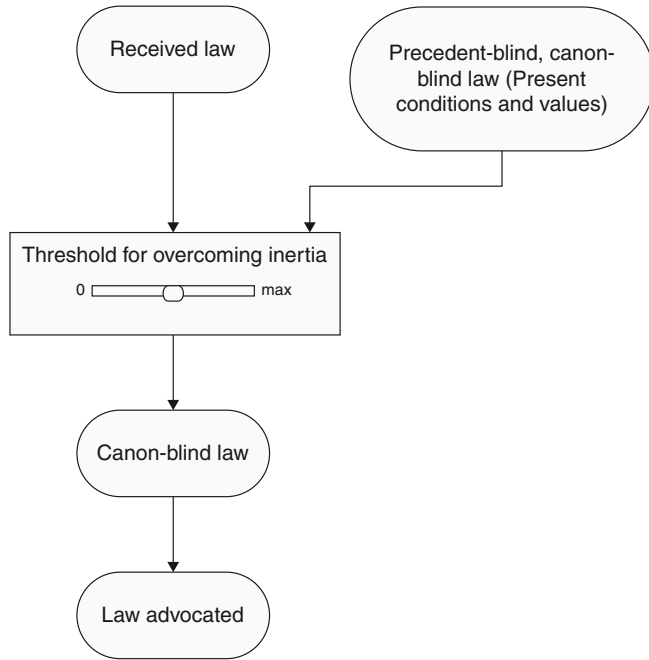 Received law
Precedent-blind, canon-
blind law (Present
conditions and values)
Threshold for overcoming inertia
0 max
Canon-blind law
Law advocated